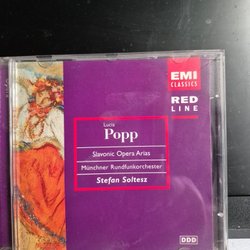 EMI
CLASSICS
RED
LINE
Lucia
Popp
Slavonic Opera Arias
Münchner Rundfunkorchester
Stefan Soltesz
DDD